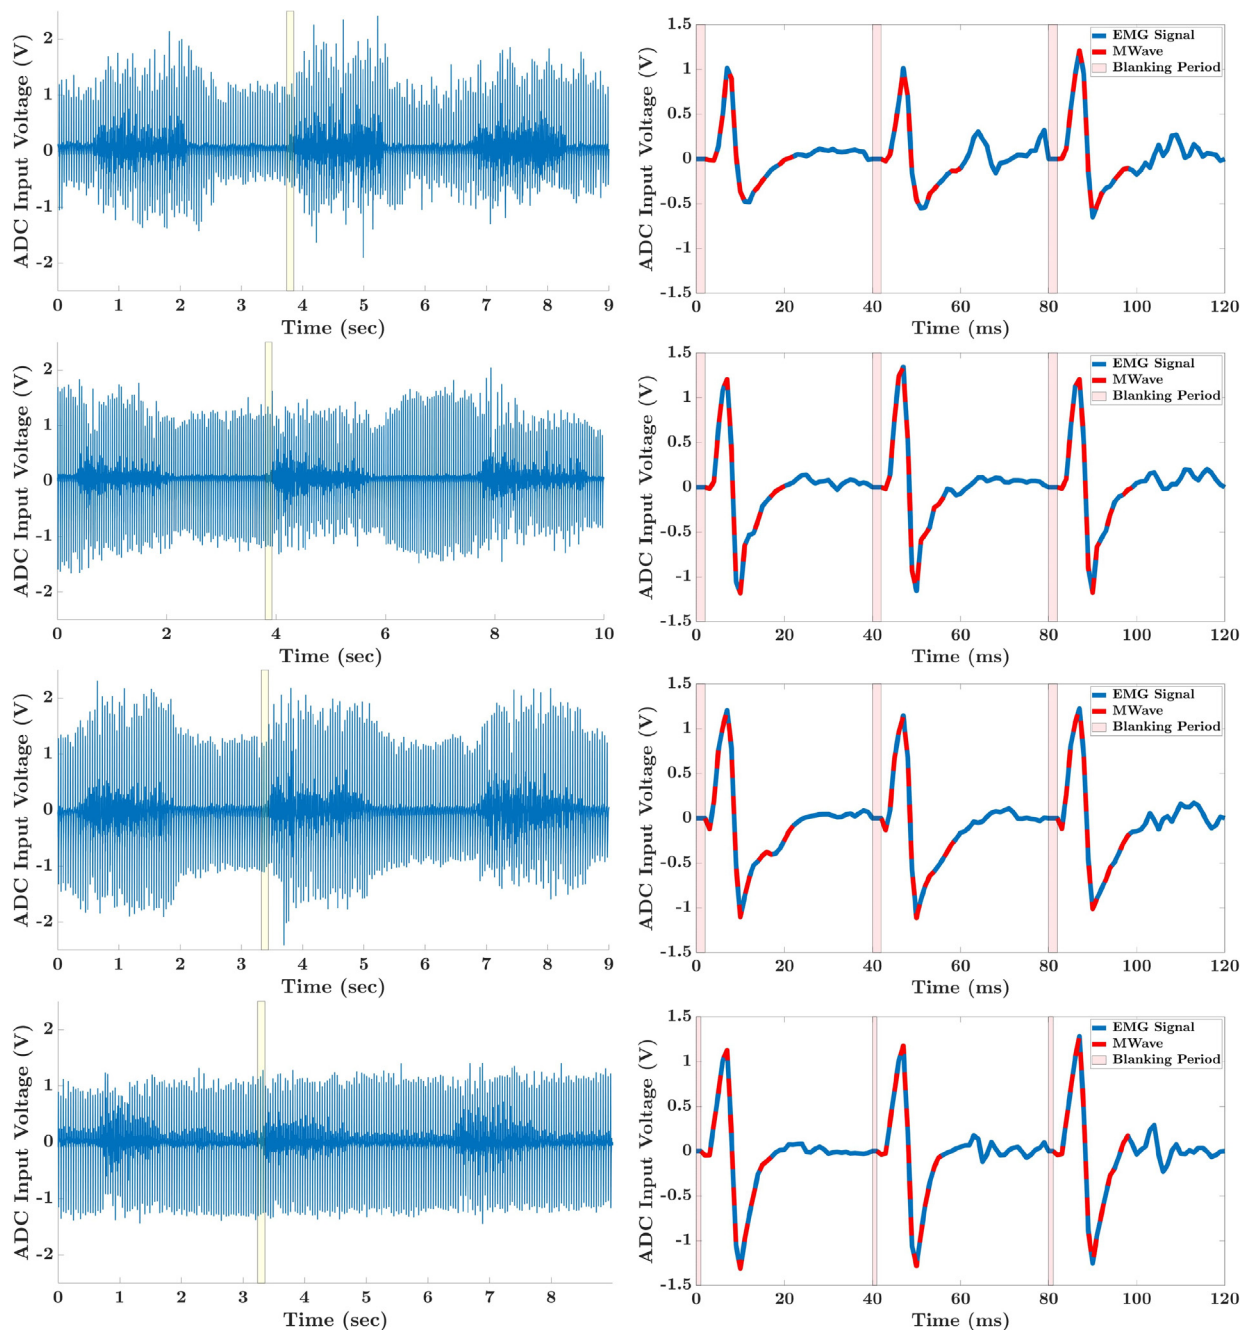 ADC Input Voltage (V)
2
1
0
-1
-2
0 1 2 3 4 5 6 7 8 9
Time (sec)
ADC Input Voltage (V)
1.5
1
0.5
0
-0.5
-1
-1.5
EMG Signal
MWave
Blanking Period
0 20 40 60 80 100 120
Time (ms)
ADC Input Voltage (V)
2
1
0
-1
-2
0 2 4 6 8 10
Time (sec)
ADC Input Voltage (V)
1.5
1
0.5
0
-0.5
-1
-1.5
EMG Signal
MWave
Blanking Period
0 20 40 60 80 100 120
Time (ms)
ADC Input Voltage (V)
2
1
0
-1
-2
0 1 2 3 4 5 6 7 8 9
Time (sec)
ADC Input Voltage (V)
1.5
1
0.5
0
-0.5
-1
-1.5
EMG Signal
MWave
Blanking Period
0 20 40 60 80 100 120
Time (ms)
ADC Input Voltage (V)
2
1
0
-1
-2
0 1 2 3 4 5 6 7 8
Time (sec)
ADC Input Voltage (V)
1.5
1
0.5
0
-0.5
-1
-1.5
EMG Signal
MWave
Blanking Period
0 20 40 60 80 100 120
Time (ms)